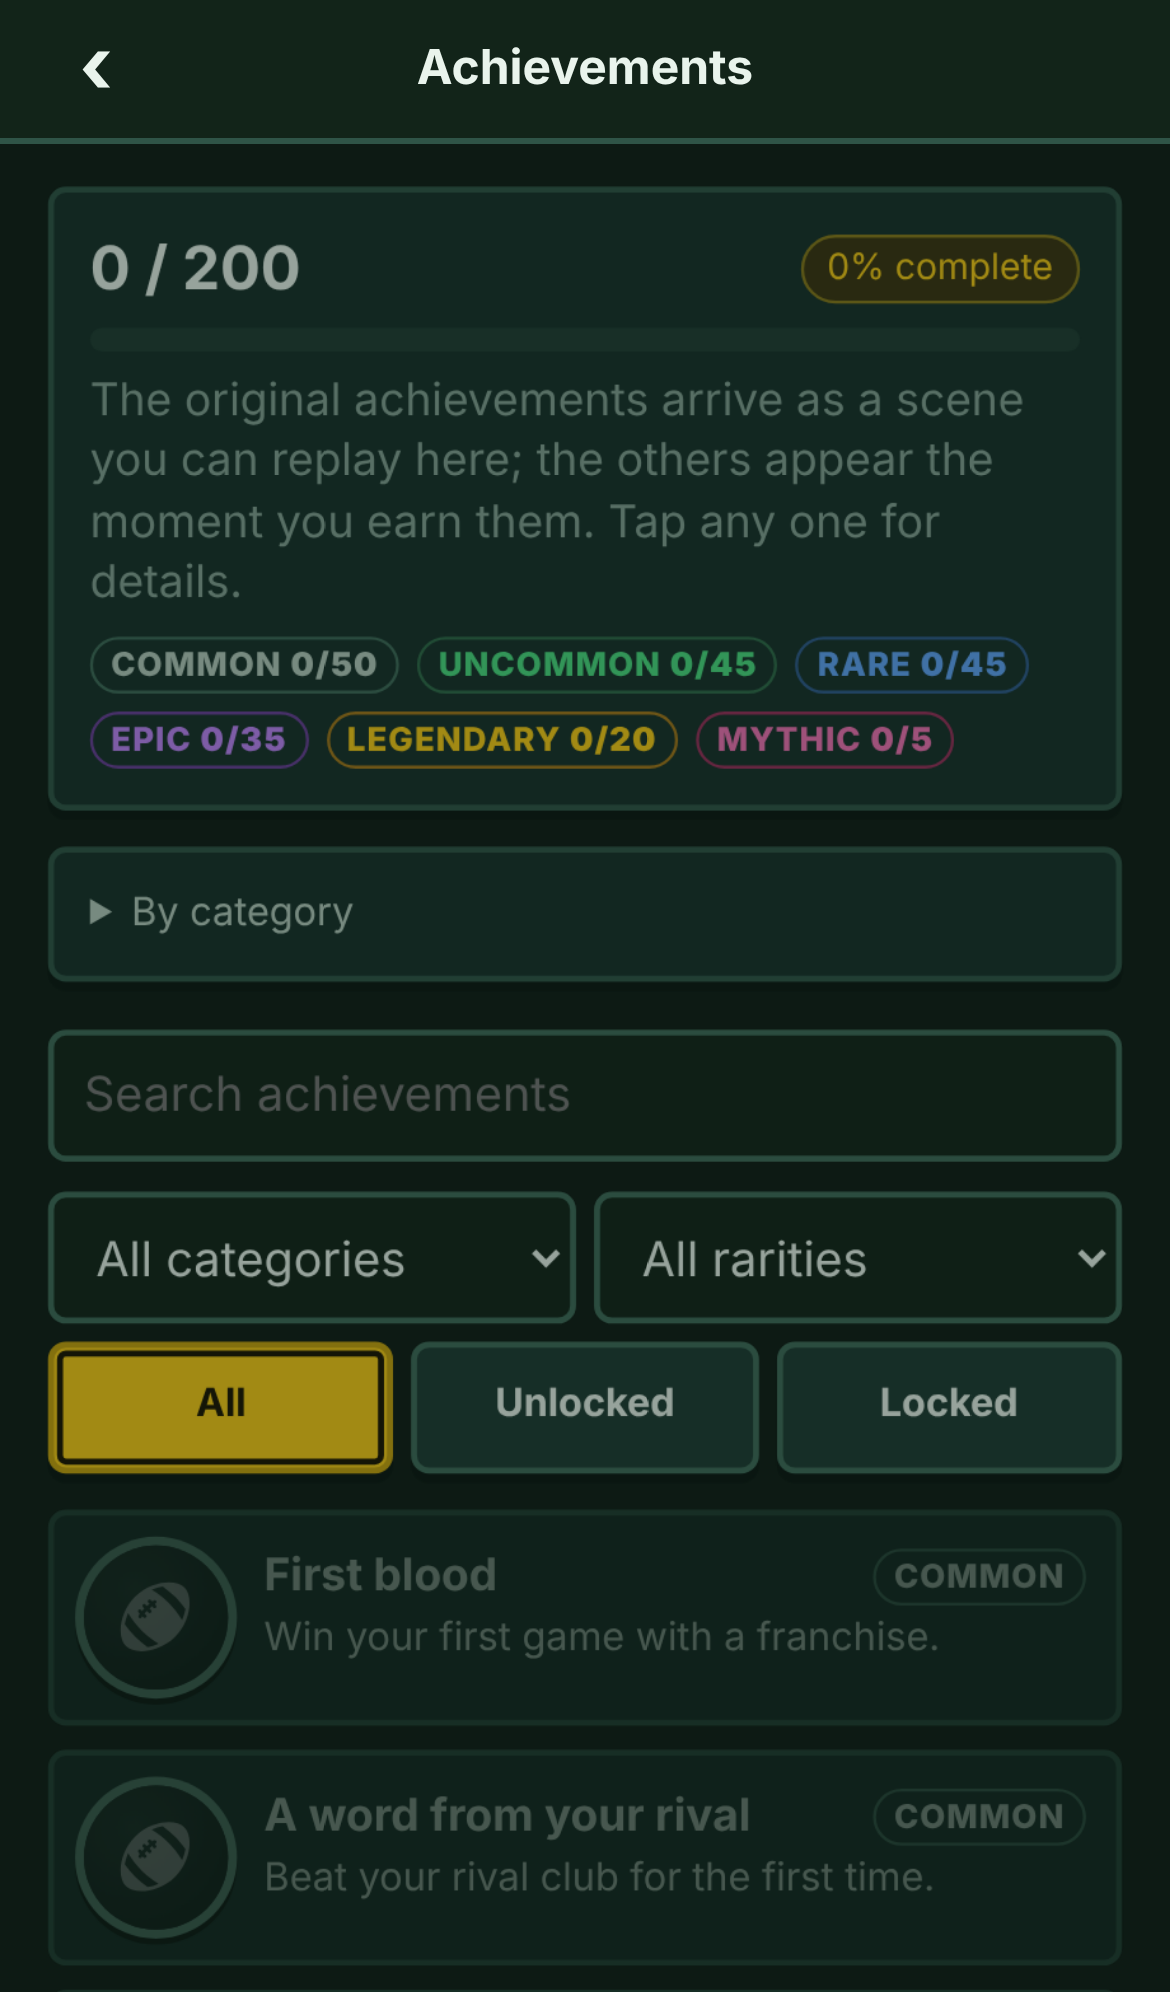 Achievements
0 / 200
0% complete
The original achievements arrive as a scene
you can replay here; the others appear the
moment you earn them. Tap any one for
details.
COMMON 0/50 UNCOMMON 0/45 RARE 0/45
EPIC 0/35 LEGENDARY 0/20 MYTHIC 0/5
By category
Search achievements
All categories
All rarities
All
Unlocked
Locked
First blood
COMMON
Win your first game with a franchise.
A word from your rival
COMMON
Beat your rival club for the first time.